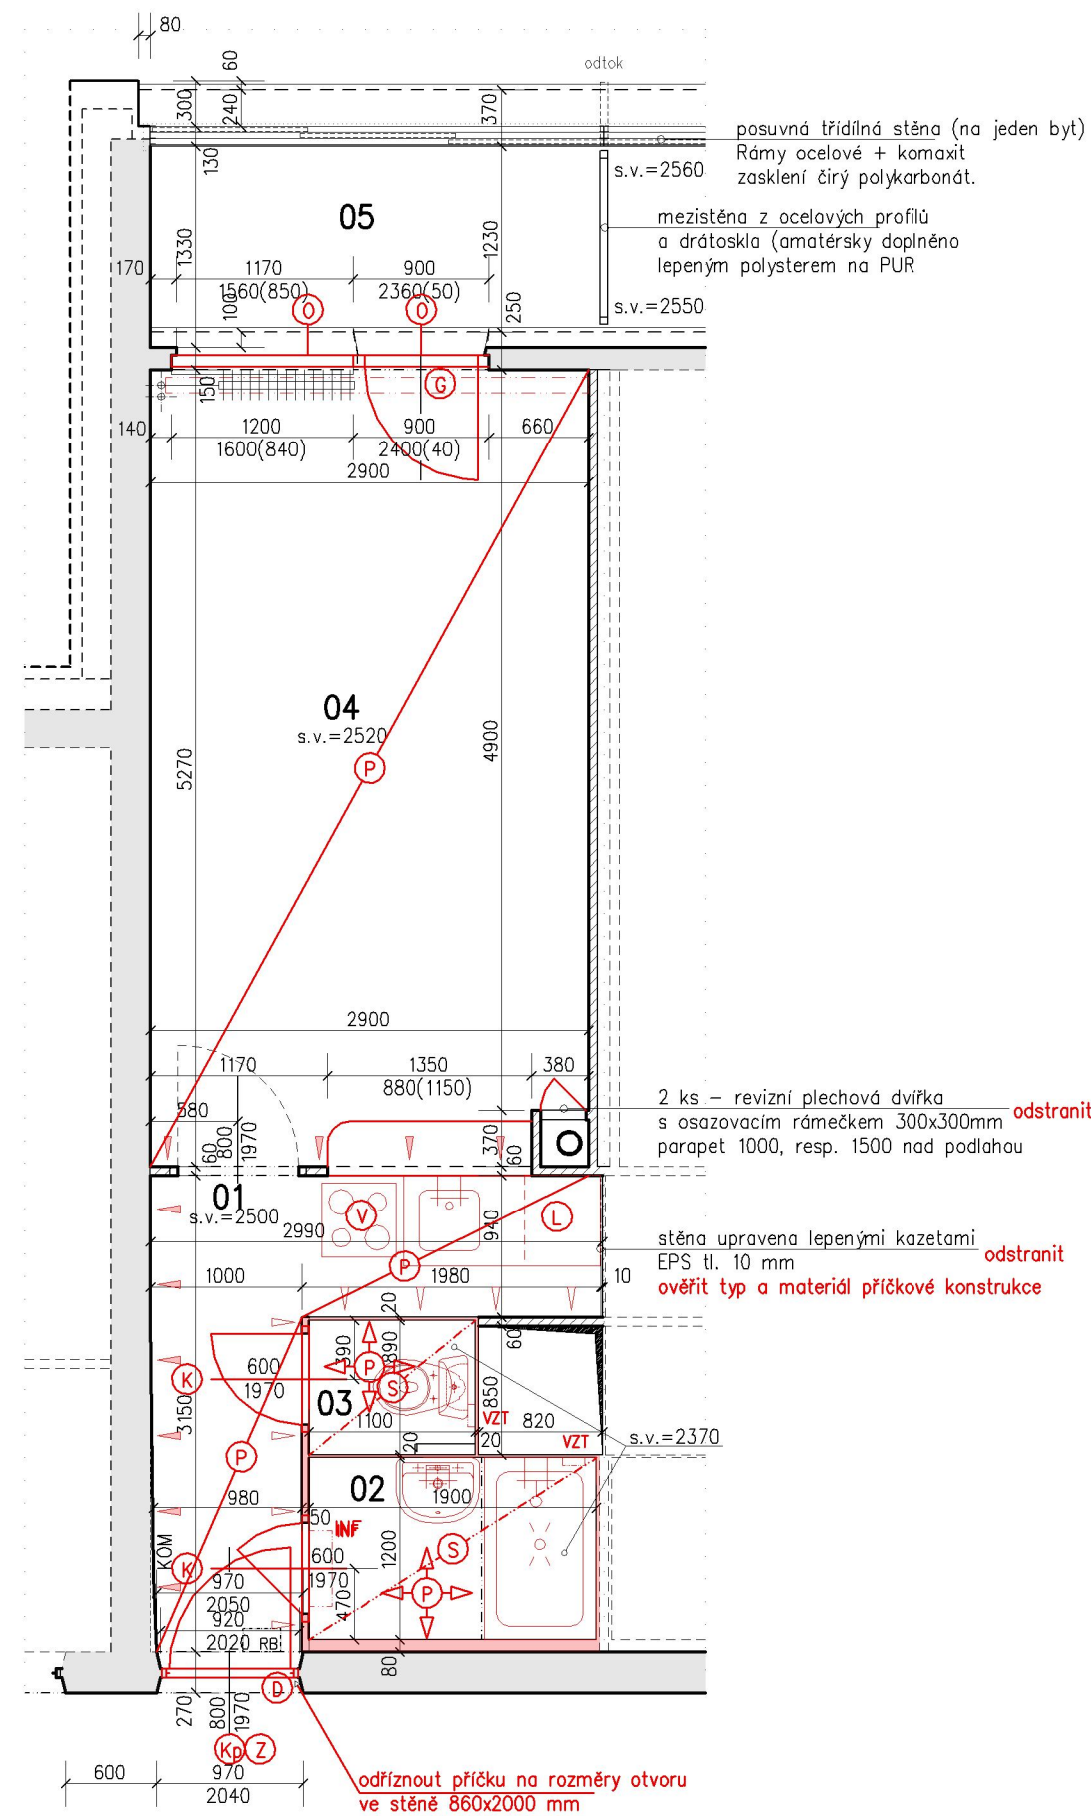 80
60
odtok
300
240
370
posuvná třídílná stěna (na jeden byt)
Rámy ocelové + komaxit
zasklení čirý polykarbonát.
130
s.v.=2560
05
mezistěna z ocelových profilů
a drátoskla (amatérsky doplněno
lepeným polysterem na PUR
1330
1230
170
1170
900
1560(850)
2360(50)
100
250
s.v.=2550
O
O
G
150
140
1200
900
660
1600(840)
2400(40)
2900
04
s.v.=2520
P
5270
4900
2900
1170
1350
380
880(1150)
580
2 ks – revizní plechová dvířka
s osazovacím rámečkem 300x300mm
parapet 1000, resp. 1500 nad podlahou
odstranit
60
800
1970
370
60
01
s.v.=2500
V
L
2990
940
stěna upravena lepenými kazetami
EPS tl. 10 mm
odstranit
ověřit typ a materiál příčkové konstrukce
P
1000
1980
10
20
60
390
890
P
600
1970
K
S
03
850
3150
1100
VZT
820
VZT
20
20
s.v.=2370
P
02
980
1900
50
INF
S
KOM
K
600
1970
1200
P
970
2050
470
920
2020
RB
80
D
270
800
1970
Kp
Z
600
970
2040
odříznout příčku na rozměry otvoru
ve stěně 860x2000 mm